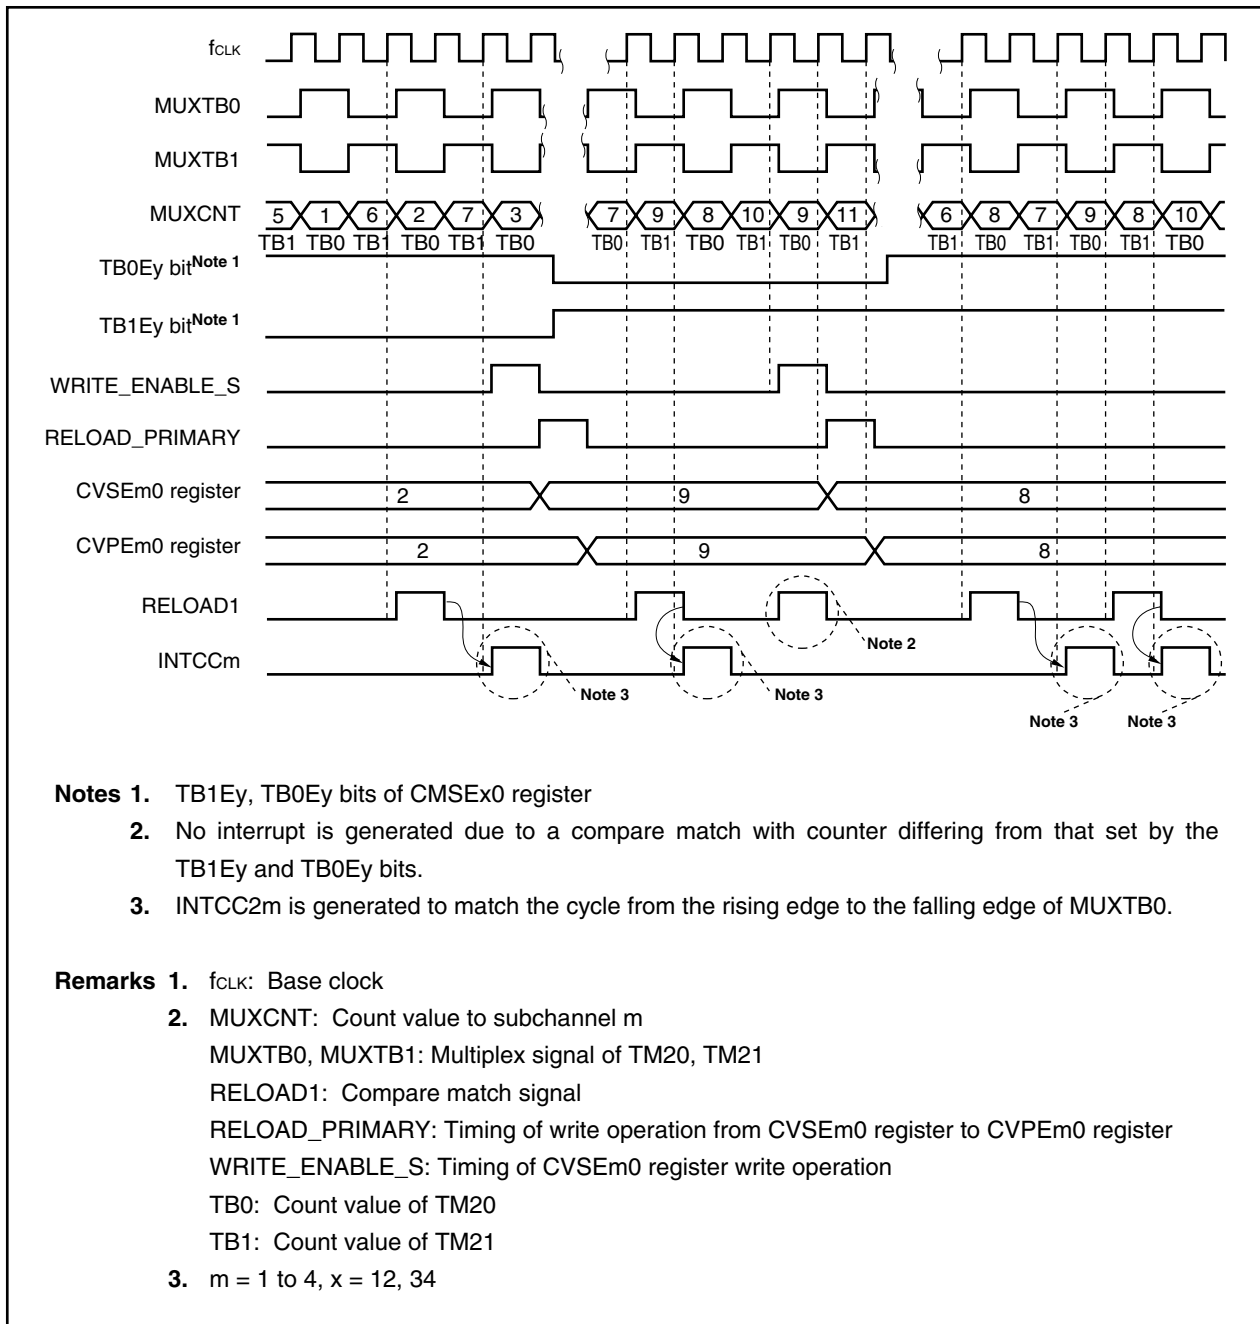 fCLK
MUXTB0
MUXTB1
MUXCNT 5 1 6 2 7 3 7 9 8 10 9 11 6 8 7 9 8 10
TB1 TB0 TB1 TB0 TB1 TB0 TB0 TB1 TB0 TB1 TB0 TB1 TB1 TB0 TB1 TB0 TB1 TB0
TB0Ey bit Note 1
TB1Ey bit Note 1
WRITE_ENABLE_S
RELOAD_PRIMARY
CVSEm0 register 2 9 8
CVPEm0 register 2 9 8
RELOAD1
Note 2
INTCCm
Note 3 Note 3
Note 3 Note 3
Notes 1. TB1Ey, TB0Ey bits of CMSEx0 register
2. No interrupt is generated due to a compare match with counter differing from that set by the
TB1Ey and TB0Ey bits.
3. INTCC2m is generated to match the cycle from the rising edge to the falling edge of MUXTB0.
Remarks 1. fCLK: Base clock
2. MUXCNT: Count value to subchannel m
MUXTB0, MUXTB1: Multiplex signal of TM20, TM21
RELOAD1: Compare match signal
RELOAD_PRIMARY: Timing of write operation from CVSEm0 register to CVPEm0 register
WRITE_ENABLE_S: Timing of CVSEm0 register write operation
TB0: Count value of TM20
TB1: Count value of TM21
3. m = 1 to 4, x = 12, 34